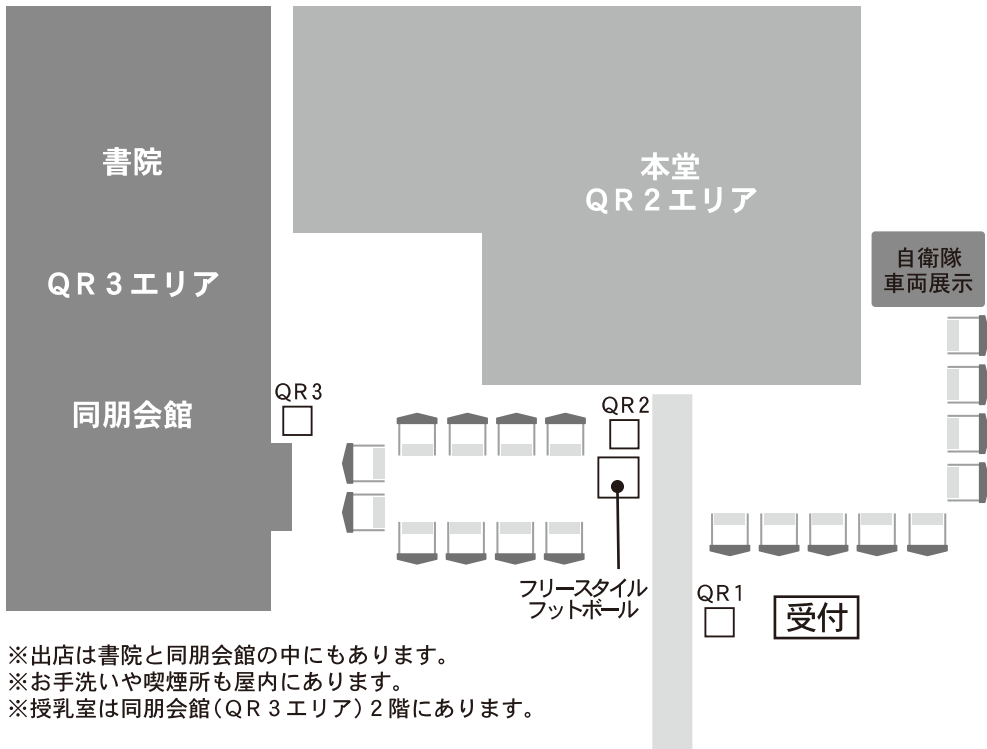 書院
QR3エリア
同朋会館
本堂
QR2エリア
自衛隊
車両展示
QR3
QR2
フリースタイル
フットボール
QR1
受付
※出店は書院と同朋会館の中にもあります。
※お手洗いや喫煙所も屋内にあります。
※授乳室は同朋会館(QR3エリア)2階にあります。